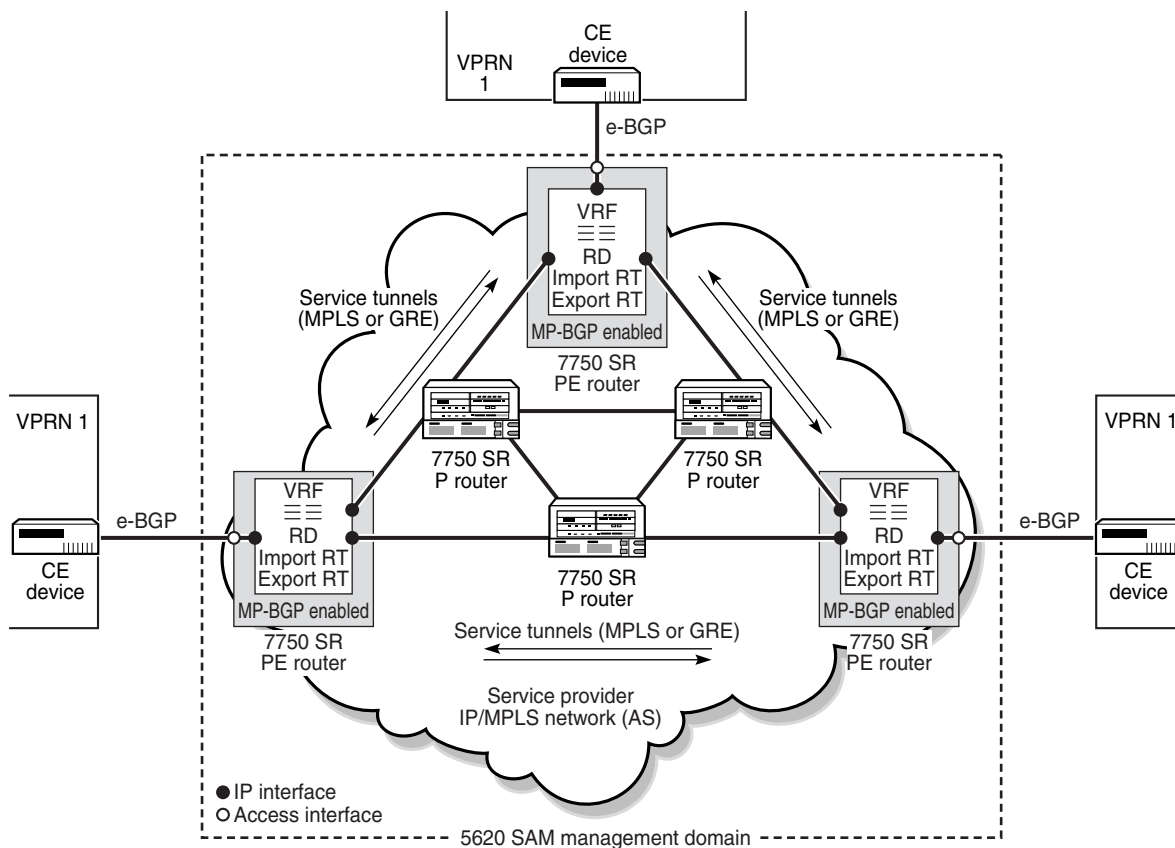 CE
device
VPRN
1
e-BGP
VRF
RD
Import RT
Export RT
MP-BGP enabled
7750 SR
PE router
Service tunnels
(MPLS or GRE)
Service tunnels
(MPLS or GRE)
7750 SR
P router
7750 SR
P router
VPRN 1
CE
device
e-BGP
VRF
RD
Import RT
Export RT
MP-BGP enabled
7750 SR
PE router
7750 SR
P router
VRF
RD
Import RT
Export RT
MP-BGP enabled
7750 SR
PE router
e-BGP
VPRN 1
CE
device
Service tunnels (MPLS or GRE)
Service provider
IP/MPLS network (AS)
IP interface
Access interface
5620 SAM management domain